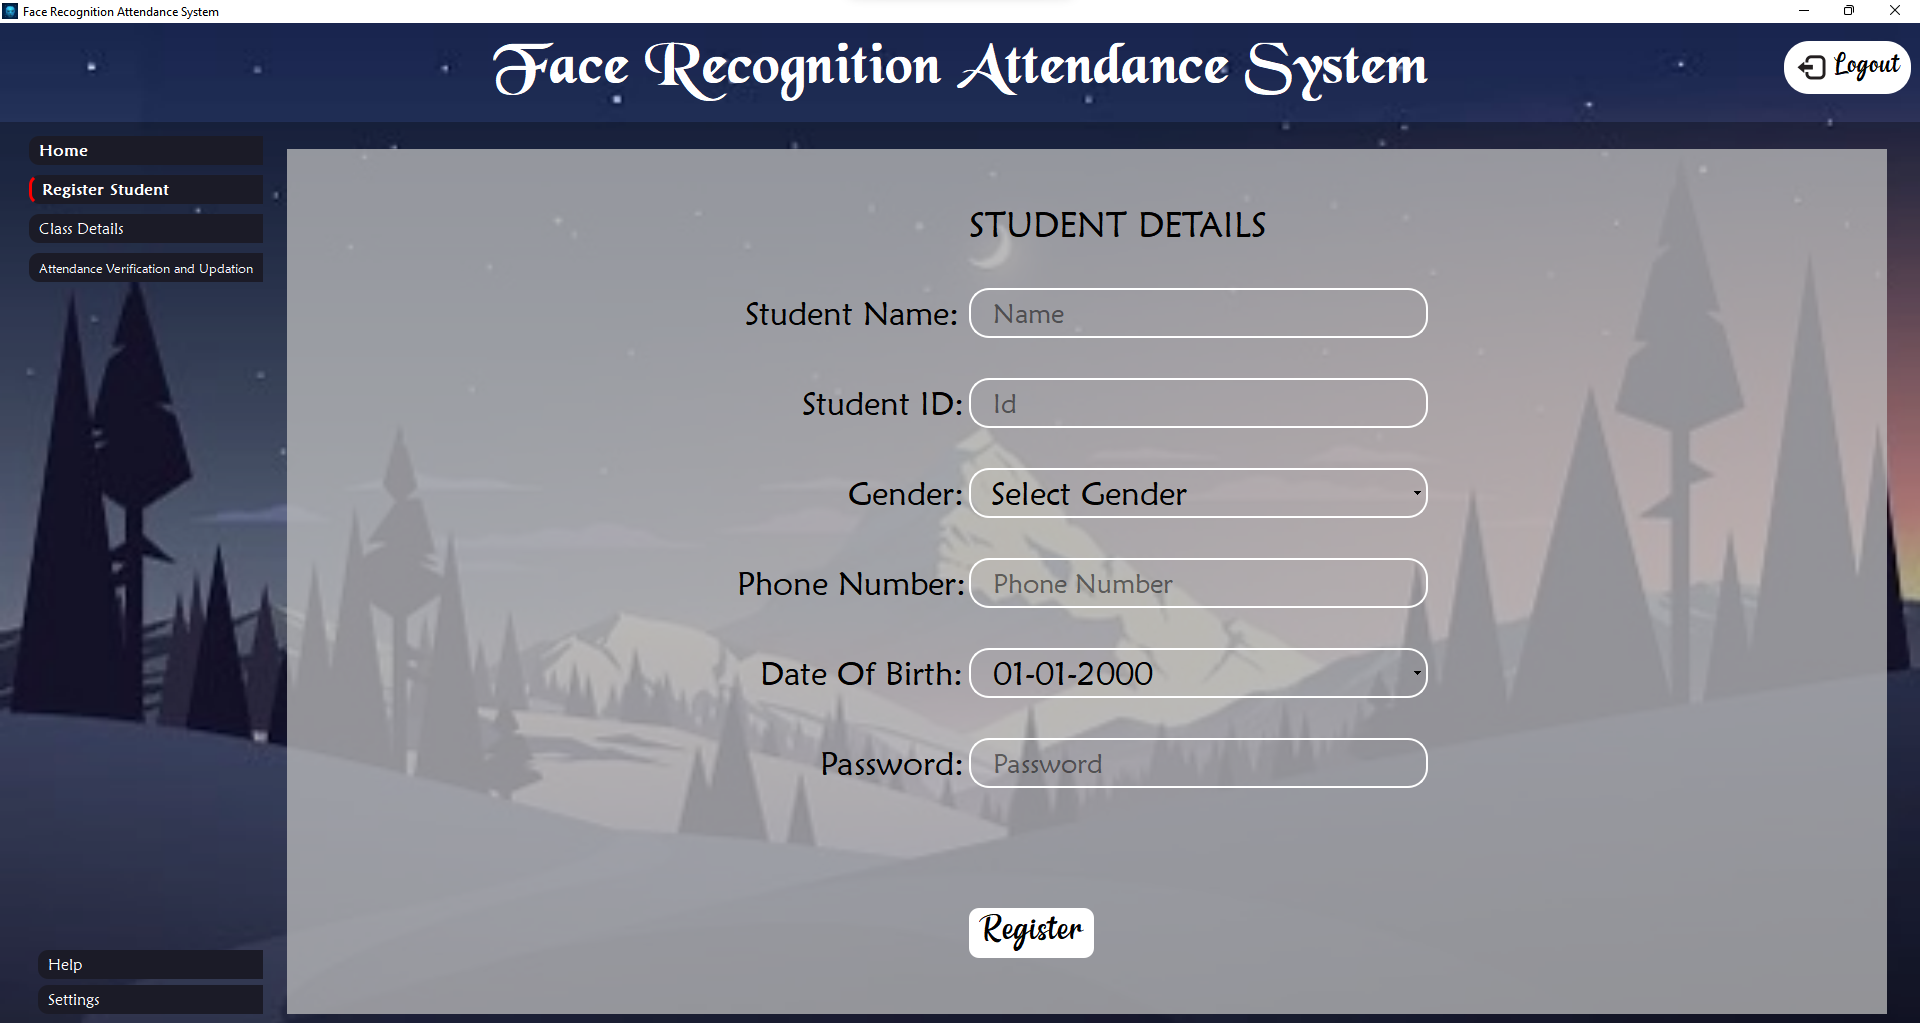 Face Recognition Attendance System
Face Recognition Attendance System
Logout
Home
Register Student
Class Details
Attendance Verification and Updation
STUDENT DETAILS
Student Name: Name
Student ID: Id
Gender: Select Gender
Phone Number: Phone Number
Date Of Birth: 01-01-2000
Password: Password
Register
Help
Settings